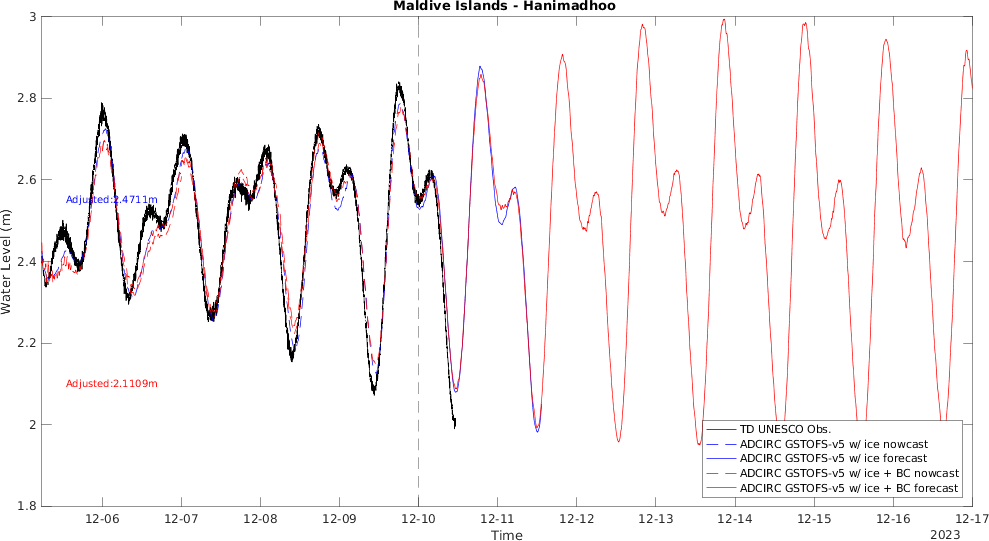 Maldive Islands - Hanimadhoo
3
2.8
2.6
2.4
2.2
2
1.8
Water Level (m)
Adjusted:2.4711m
Adjusted:2.1109m
TD UNESCO Obs.
ADCIRC GSTOFS-v5 w/ ice nowcast
ADCIRC GSTOFS-v5 w/ ice forecast
ADCIRC GSTOFS-v5 w/ ice + BC nowcast
ADCIRC GSTOFS-v5 w/ ice + BC forecast
12-06 12-07 12-08 12-09 12-10 12-11 12-12 12-13 12-14 12-15 12-16 12-17
Time
2023